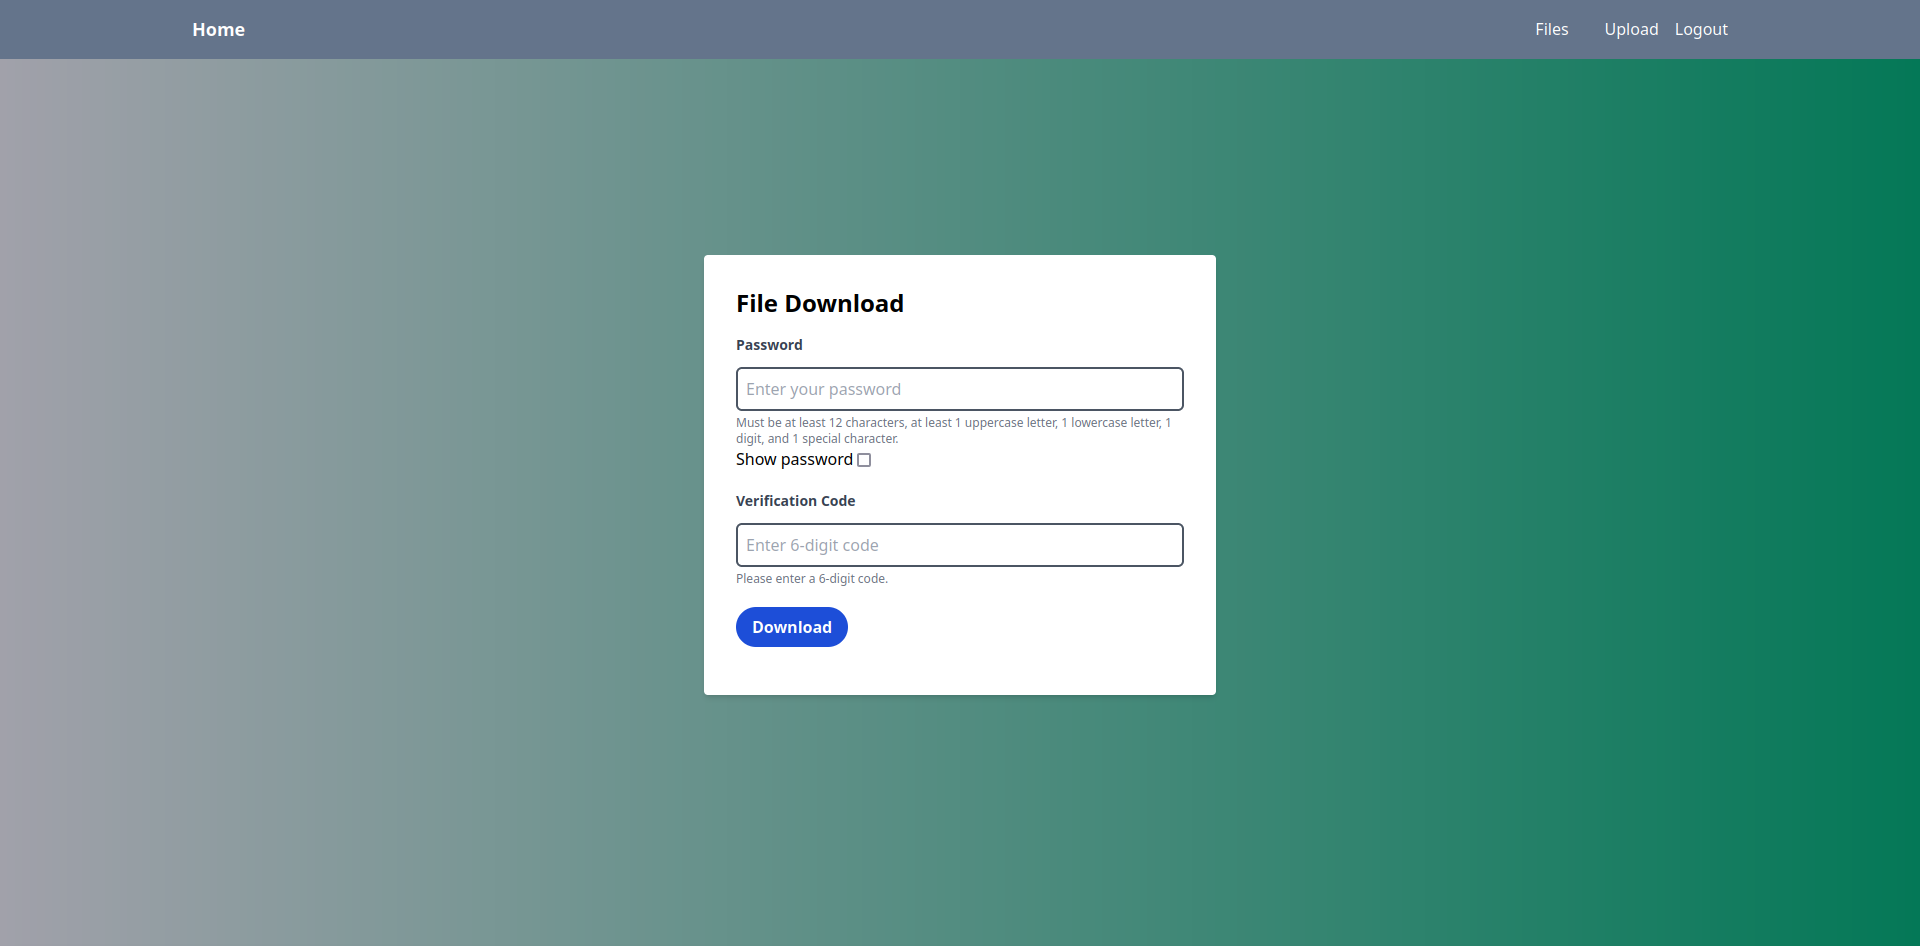 Home Files Upload Logout
File Download
Password
Enter your password
Must be at least 12 characters, at least 1 uppercase letter, 1 lowercase letter, 1
digit, and 1 special character.
Show password
Verification Code
Enter 6-digit code
Please enter a 6-digit code.
Download